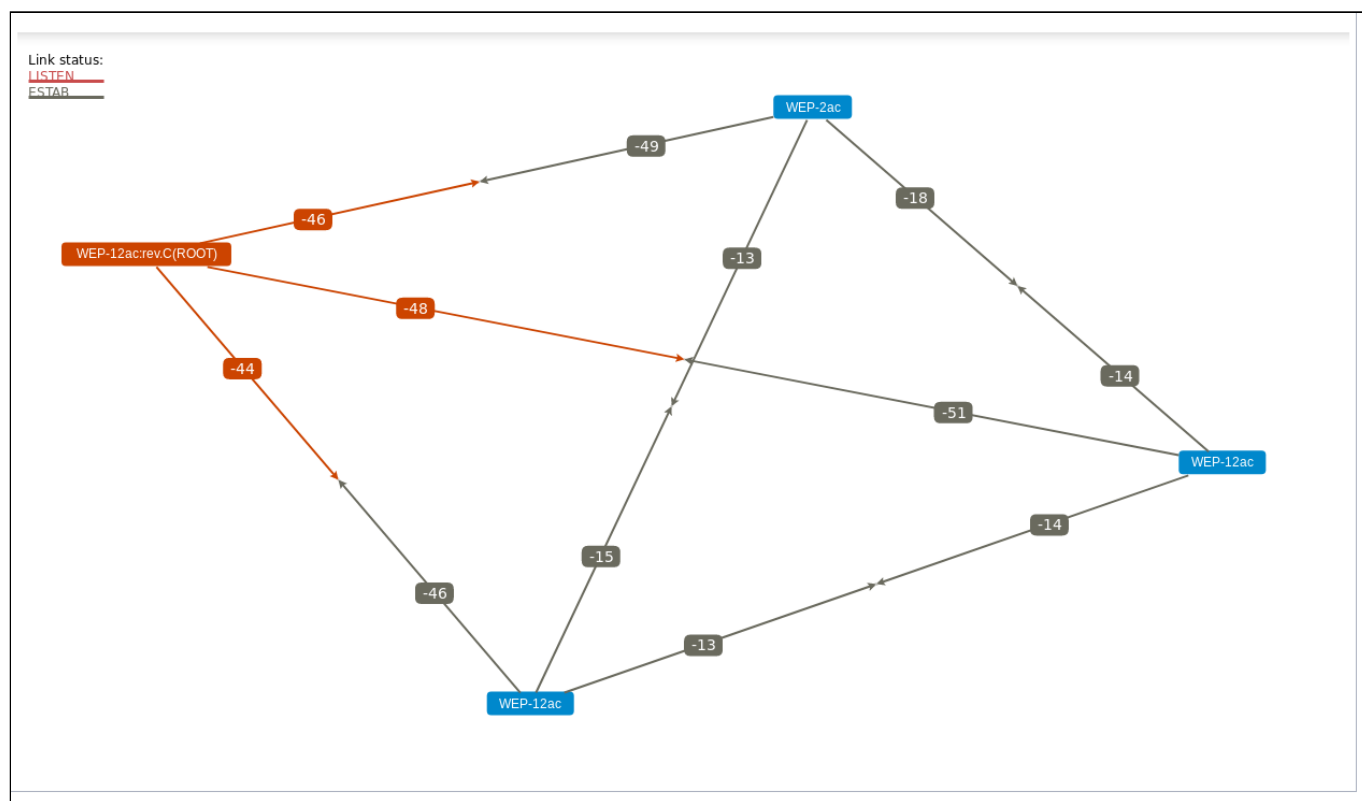 Link status:
LISTEN
ESTAB
WEP-2ac
-49
-18
-46
WEP-12ac:rev.C(ROOT)
-13
-48
-44
-14
-51
WEP-12ac
-14
-15
-46
-13
WEP-12ac